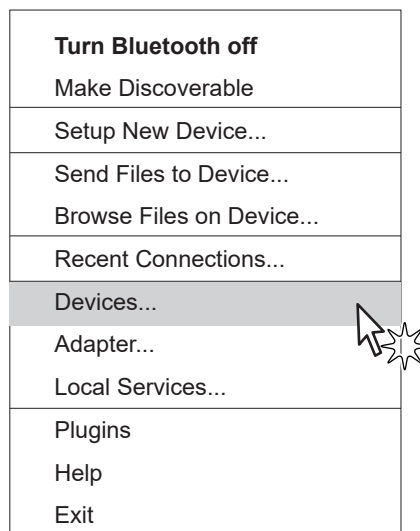 Turn Bluetooth off
Make Discoverable
Setup New Device...
Send Files to Device...
Browse Files on Device...
Recent Connections...
Devices...
Adapter...
Local Services...
Plugins
Help
Exit